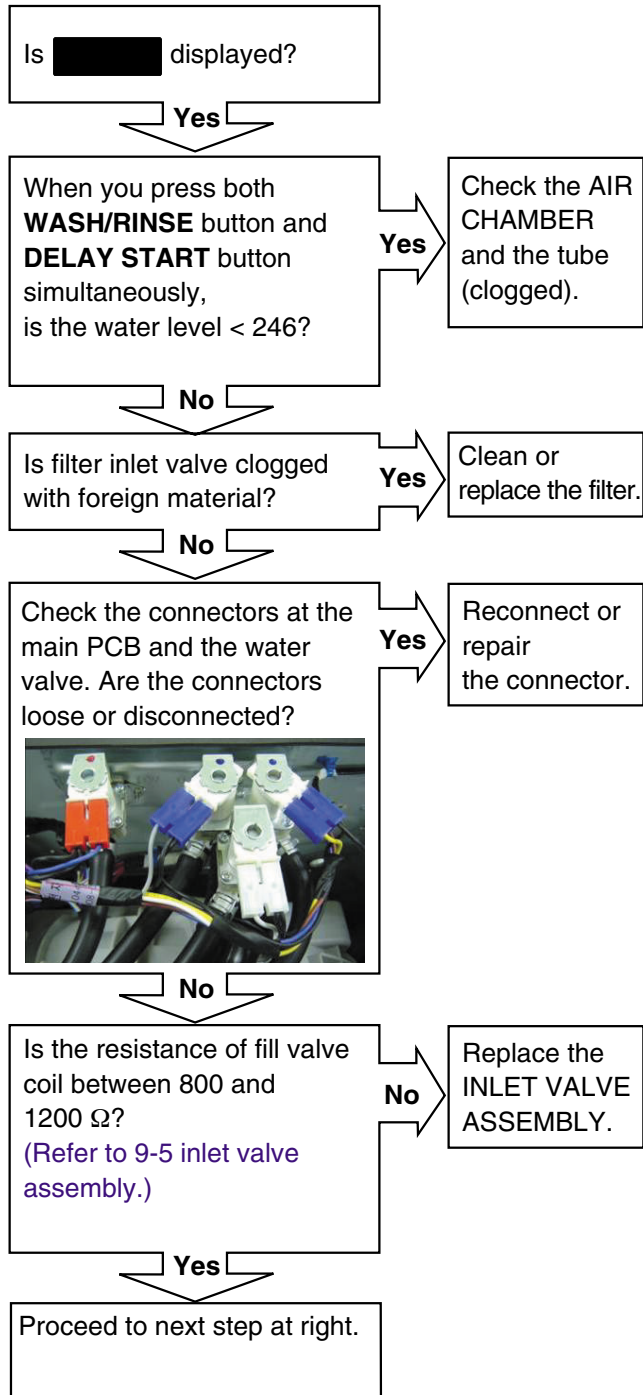 Is displayed?
Yes
When you press both
WASH/RINSE button and
DELAY START button
simultaneously,
is the water level < 246?
Yes
Check the AIR
CHAMBER
and the tube
(clogged).
No
Is filter inlet valve clogged
with foreign material?
Yes
Clean or
replace the filter.
No
Check the connectors at the
main PCB and the water
valve. Are the connectors
loose or disconnected?
Yes
Reconnect or
repair
the connector.
No
Is the resistance of fill valve
coil between 800 and
1200 Ω?
(Refer to 9-5 inlet valve
assembly.)
No
Replace the
INLET VALVE
ASSEMBLY.
Yes
Proceed to next step at right.